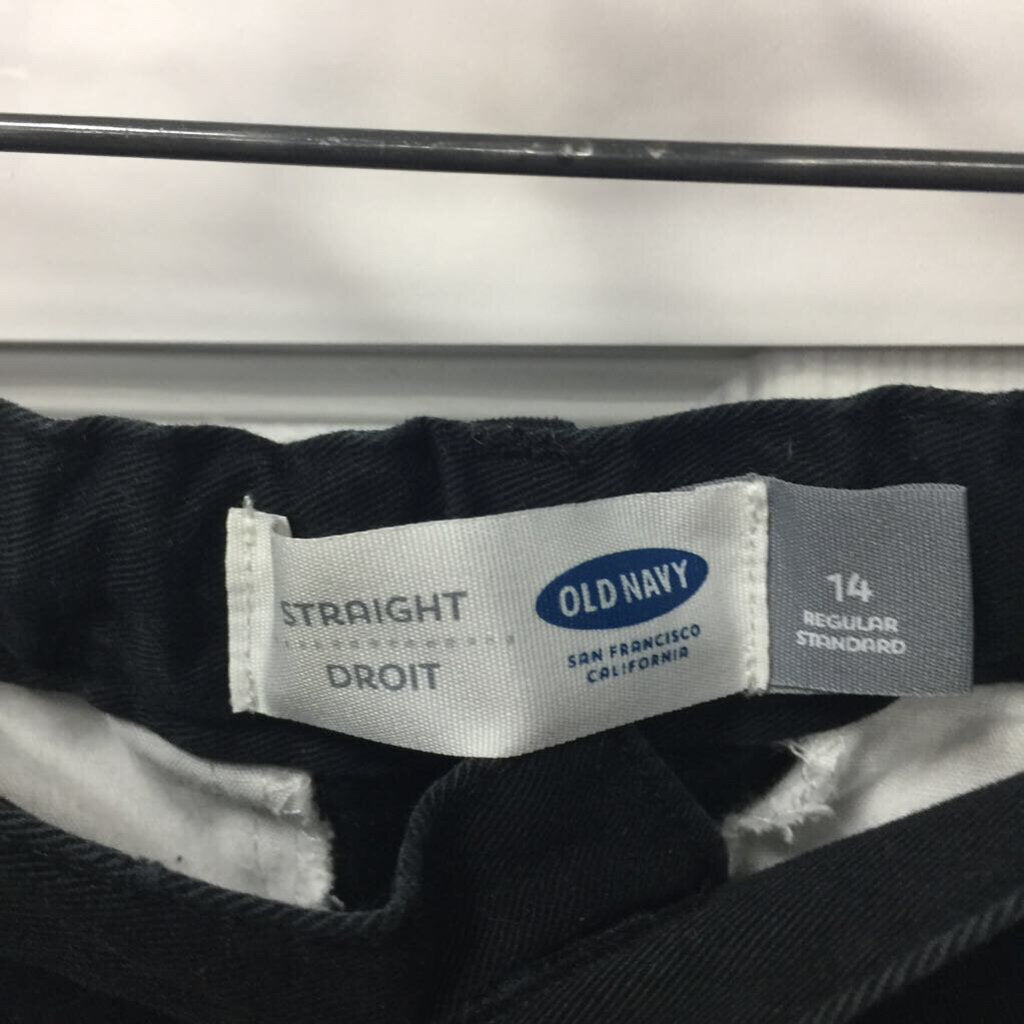 STRAIGHT
DROIT
OLD NAVY
SAN FRANCISCO
CALIFORNIA
14
REGULAR
STANDARD